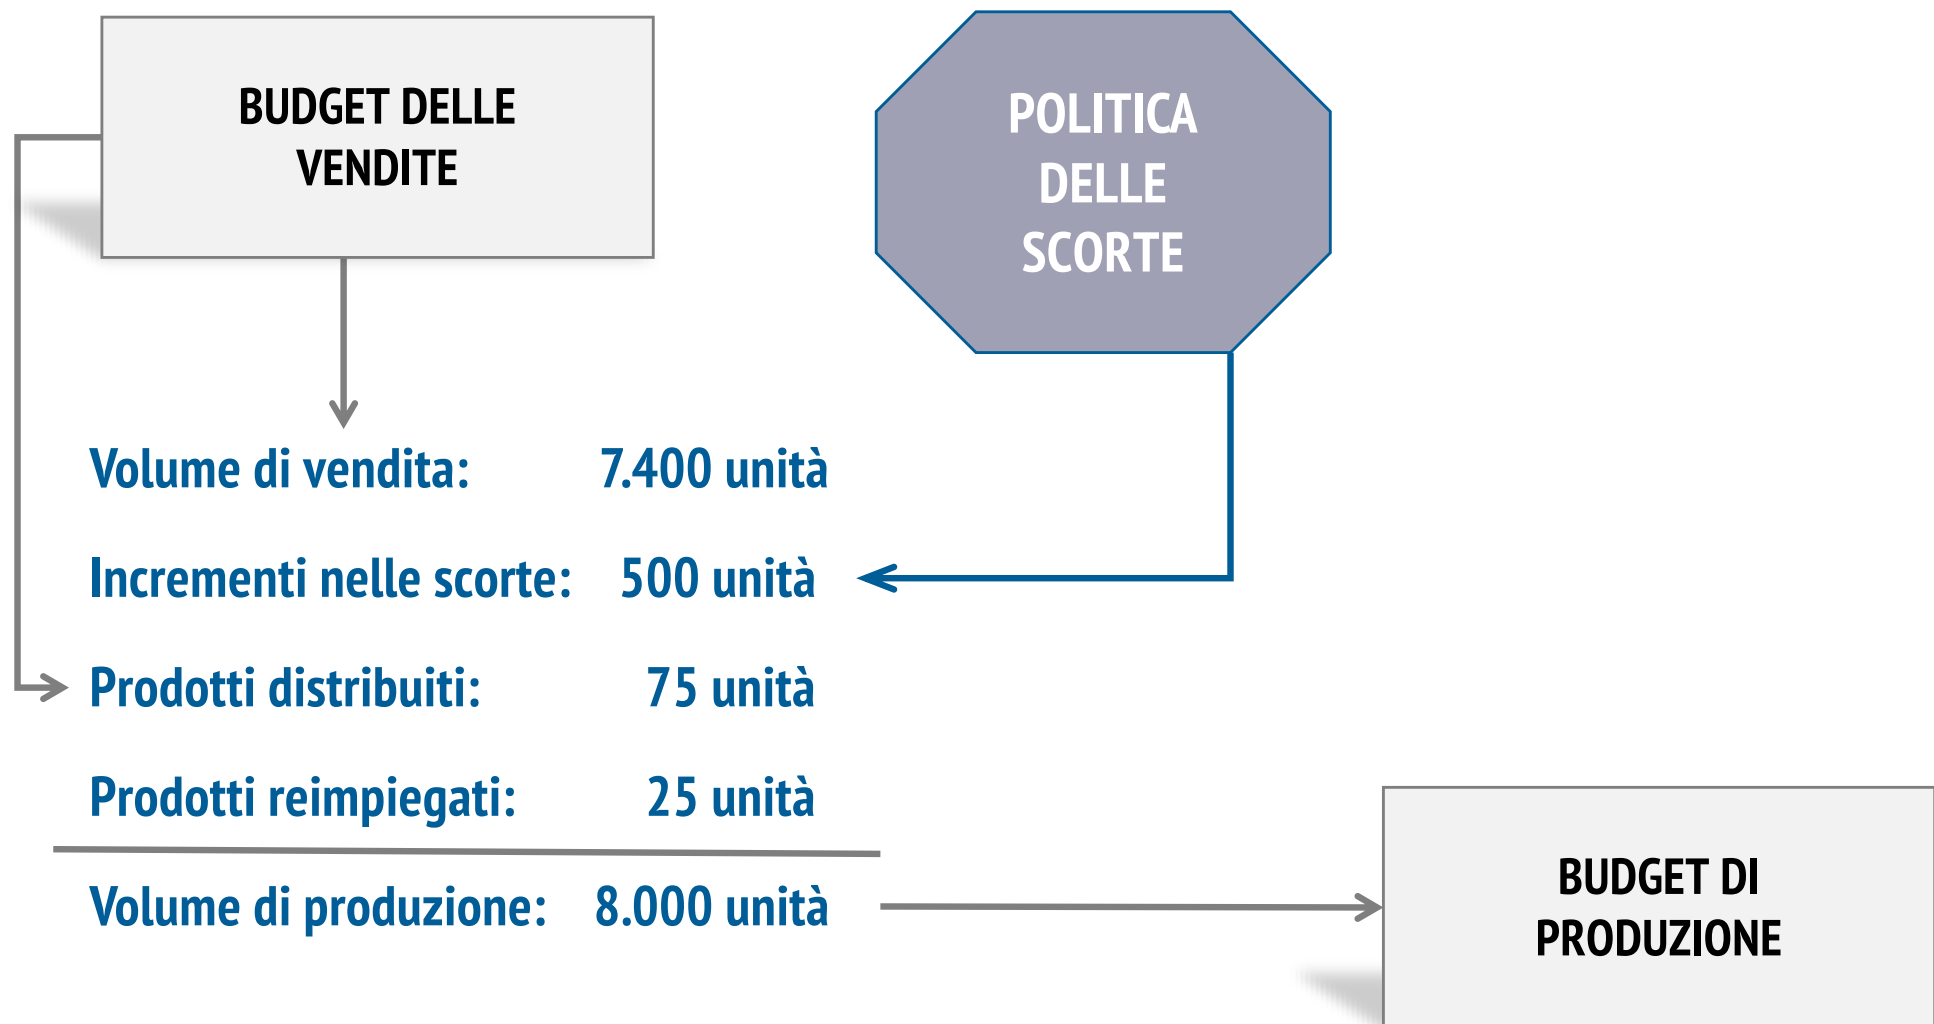 BUDGET DELLE
VENDITE
POLITICA
DELLE
SCORTE
Volume di vendita: 7.400 unità
Incrementi nelle scorte: 500 unità
Prodotti distribuiti: 75 unità
Prodotti reimpiegati: 25 unità
Volume di produzione: 8.000 unità
BUDGET DI
PRODUZIONE